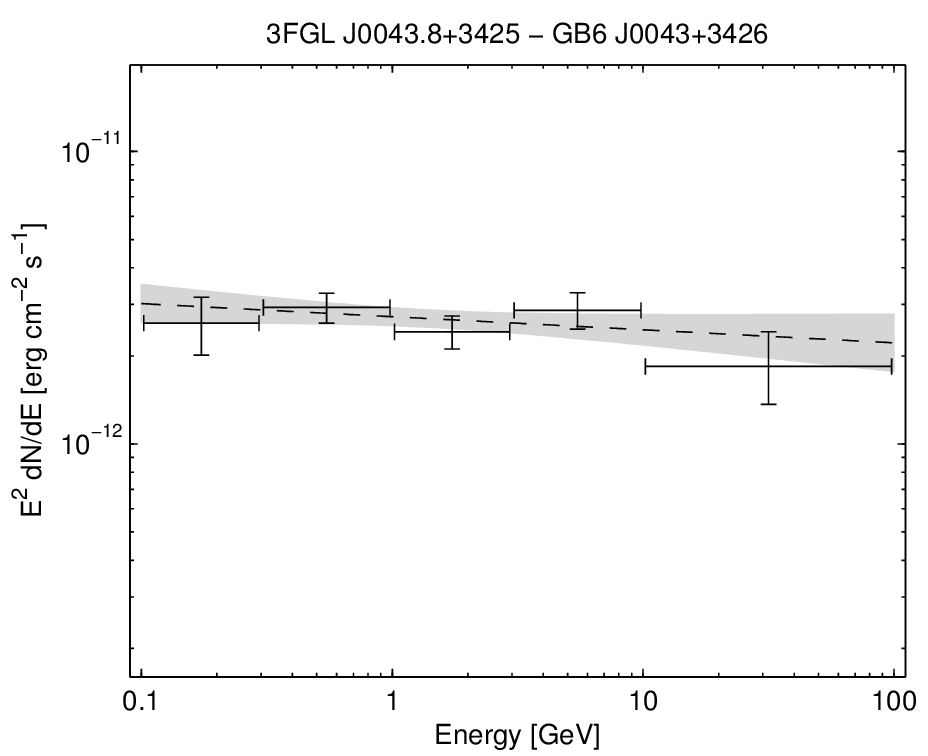 3FGL J0043.8+3425 − GB6 J0043+3426
E² dN/dE [erg cm⁻² s⁻¹]
10⁻¹¹
10⁻¹²
0.1 1 10 100
Energy [GeV]